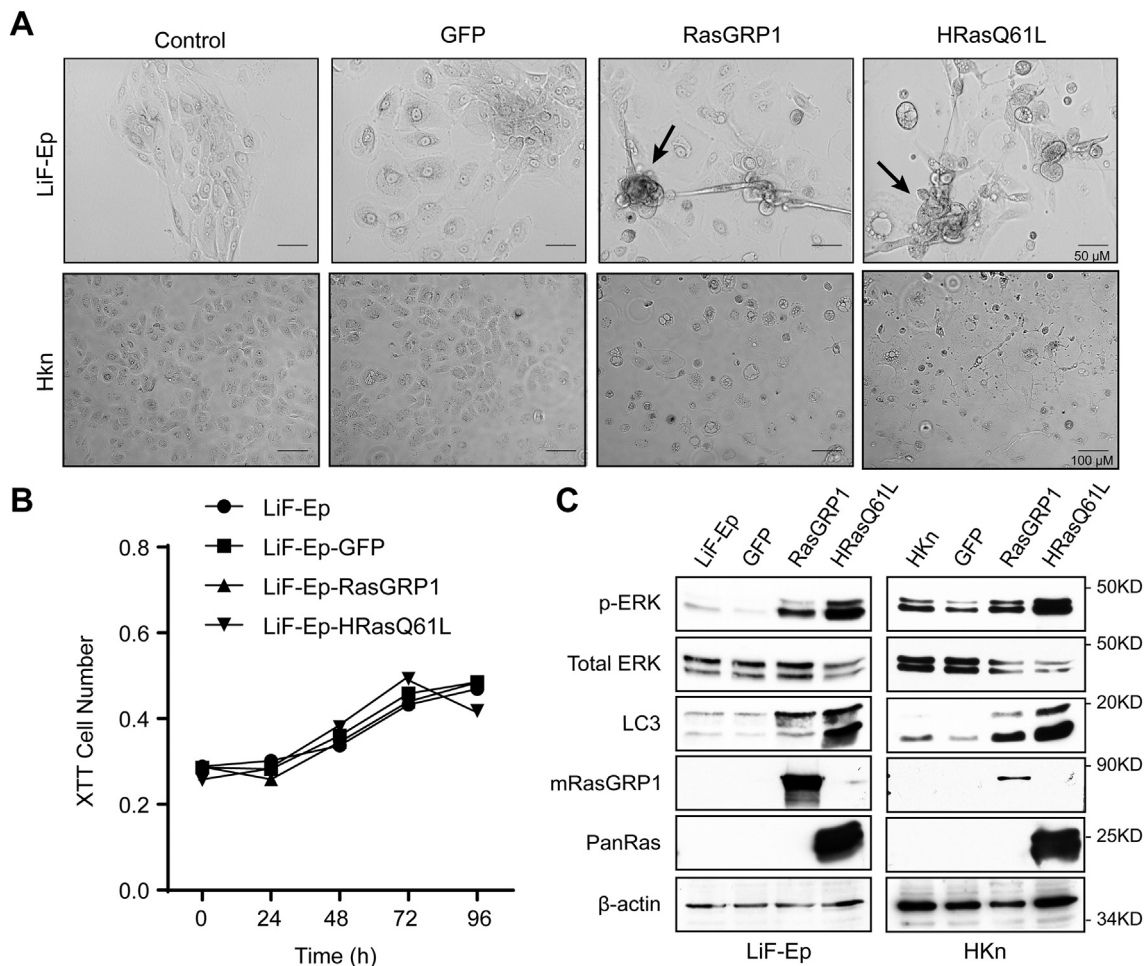 A
Control
GFP
RasGRP1
HRasQ61L
LiF-Ep
50 µM
Hkn
100 µM
B
LiF-Ep
LiF-Ep-GFP
LiF-Ep-RasGRP1
LiF-Ep-HRasQ61L
XTT Cell Number
0.8
0.6
0.4
0.2
0.0
0 24 48 72 96
Time (h)
C
LiF-Ep GFP RasGRP1 HRasQ61L
HKn GFP RasGRP1 HRasQ61L
p-ERK
50KD
Total ERK
50KD
LC3
20KD
mRasGRP1
90KD
PanRas
25KD
β-actin
34KD
LiF-Ep
HKn